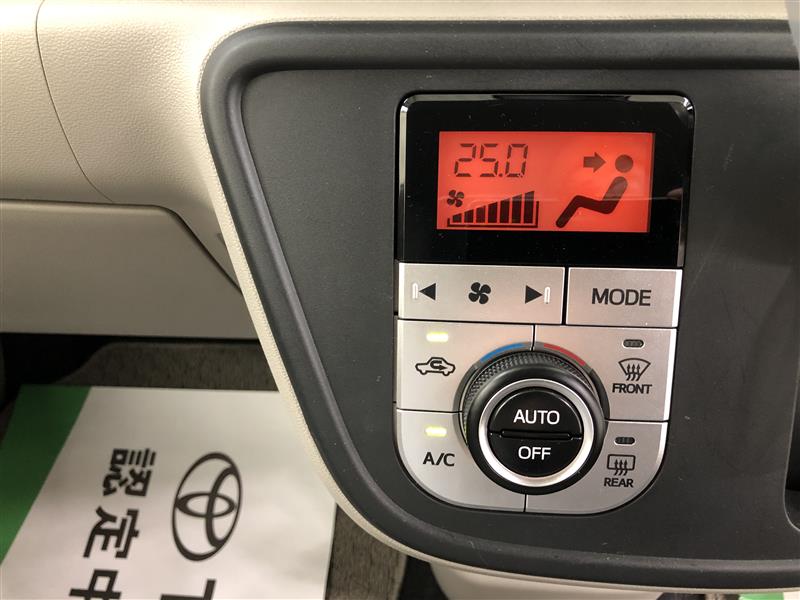 25.0
MODE
FRONT
AUTO
A/C
OFF
REAR
認定中